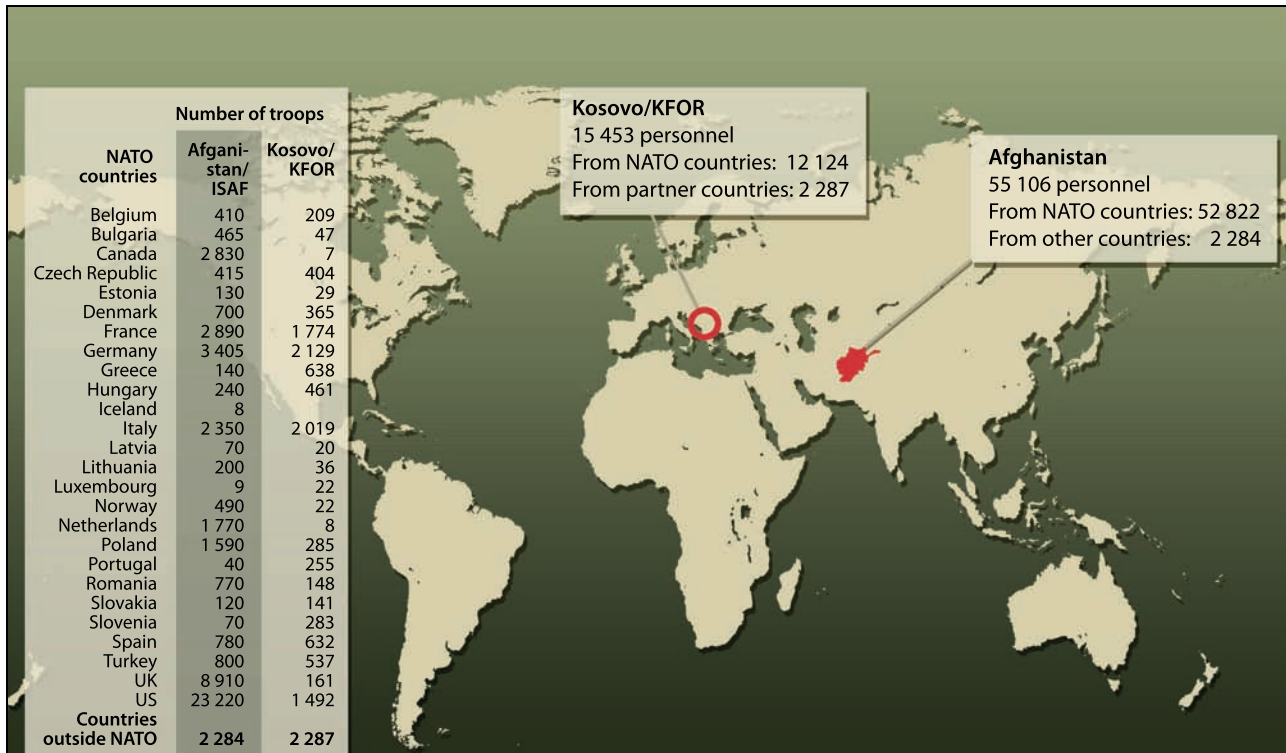 Number of troops
NATO countries Afgani-stan/ISAF Kosovo/KFOR
Belgium 410 209
Bulgaria 465 47
Canada 2 830 7
Czech Republic 415 404
Estonia 130 29
Denmark 700 365
France 2 890 1 774
Germany 3 405 2 129
Greece 140 638
Hungary 240 461
Iceland 8
Italy 2 350 2 019
Latvia 70 20
Lithuania 200 36
Luxembourg 9 22
Norway 490 22
Netherlands 1 770 8
Poland 1 590 285
Portugal 40 255
Romania 770 148
Slovakia 120 141
Slovenia 70 283
Spain 780 632
Turkey 800 537
UK 8 910 161
US 23 220 1 492
Countries
outside NATO 2 284 2 287
Kosovo/KFOR
15 453 personnel
From NATO countries: 12 124
From partner countries: 2 287
Afghanistan
55 106 personnel
From NATO countries: 52 822
From other countries: 2 284